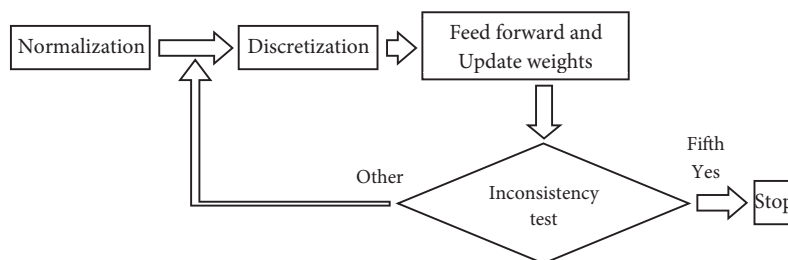 Normalization
Discretization
Feed forward and
Update weights
Other
Inconsistency
test
Fifth
Yes
Stop